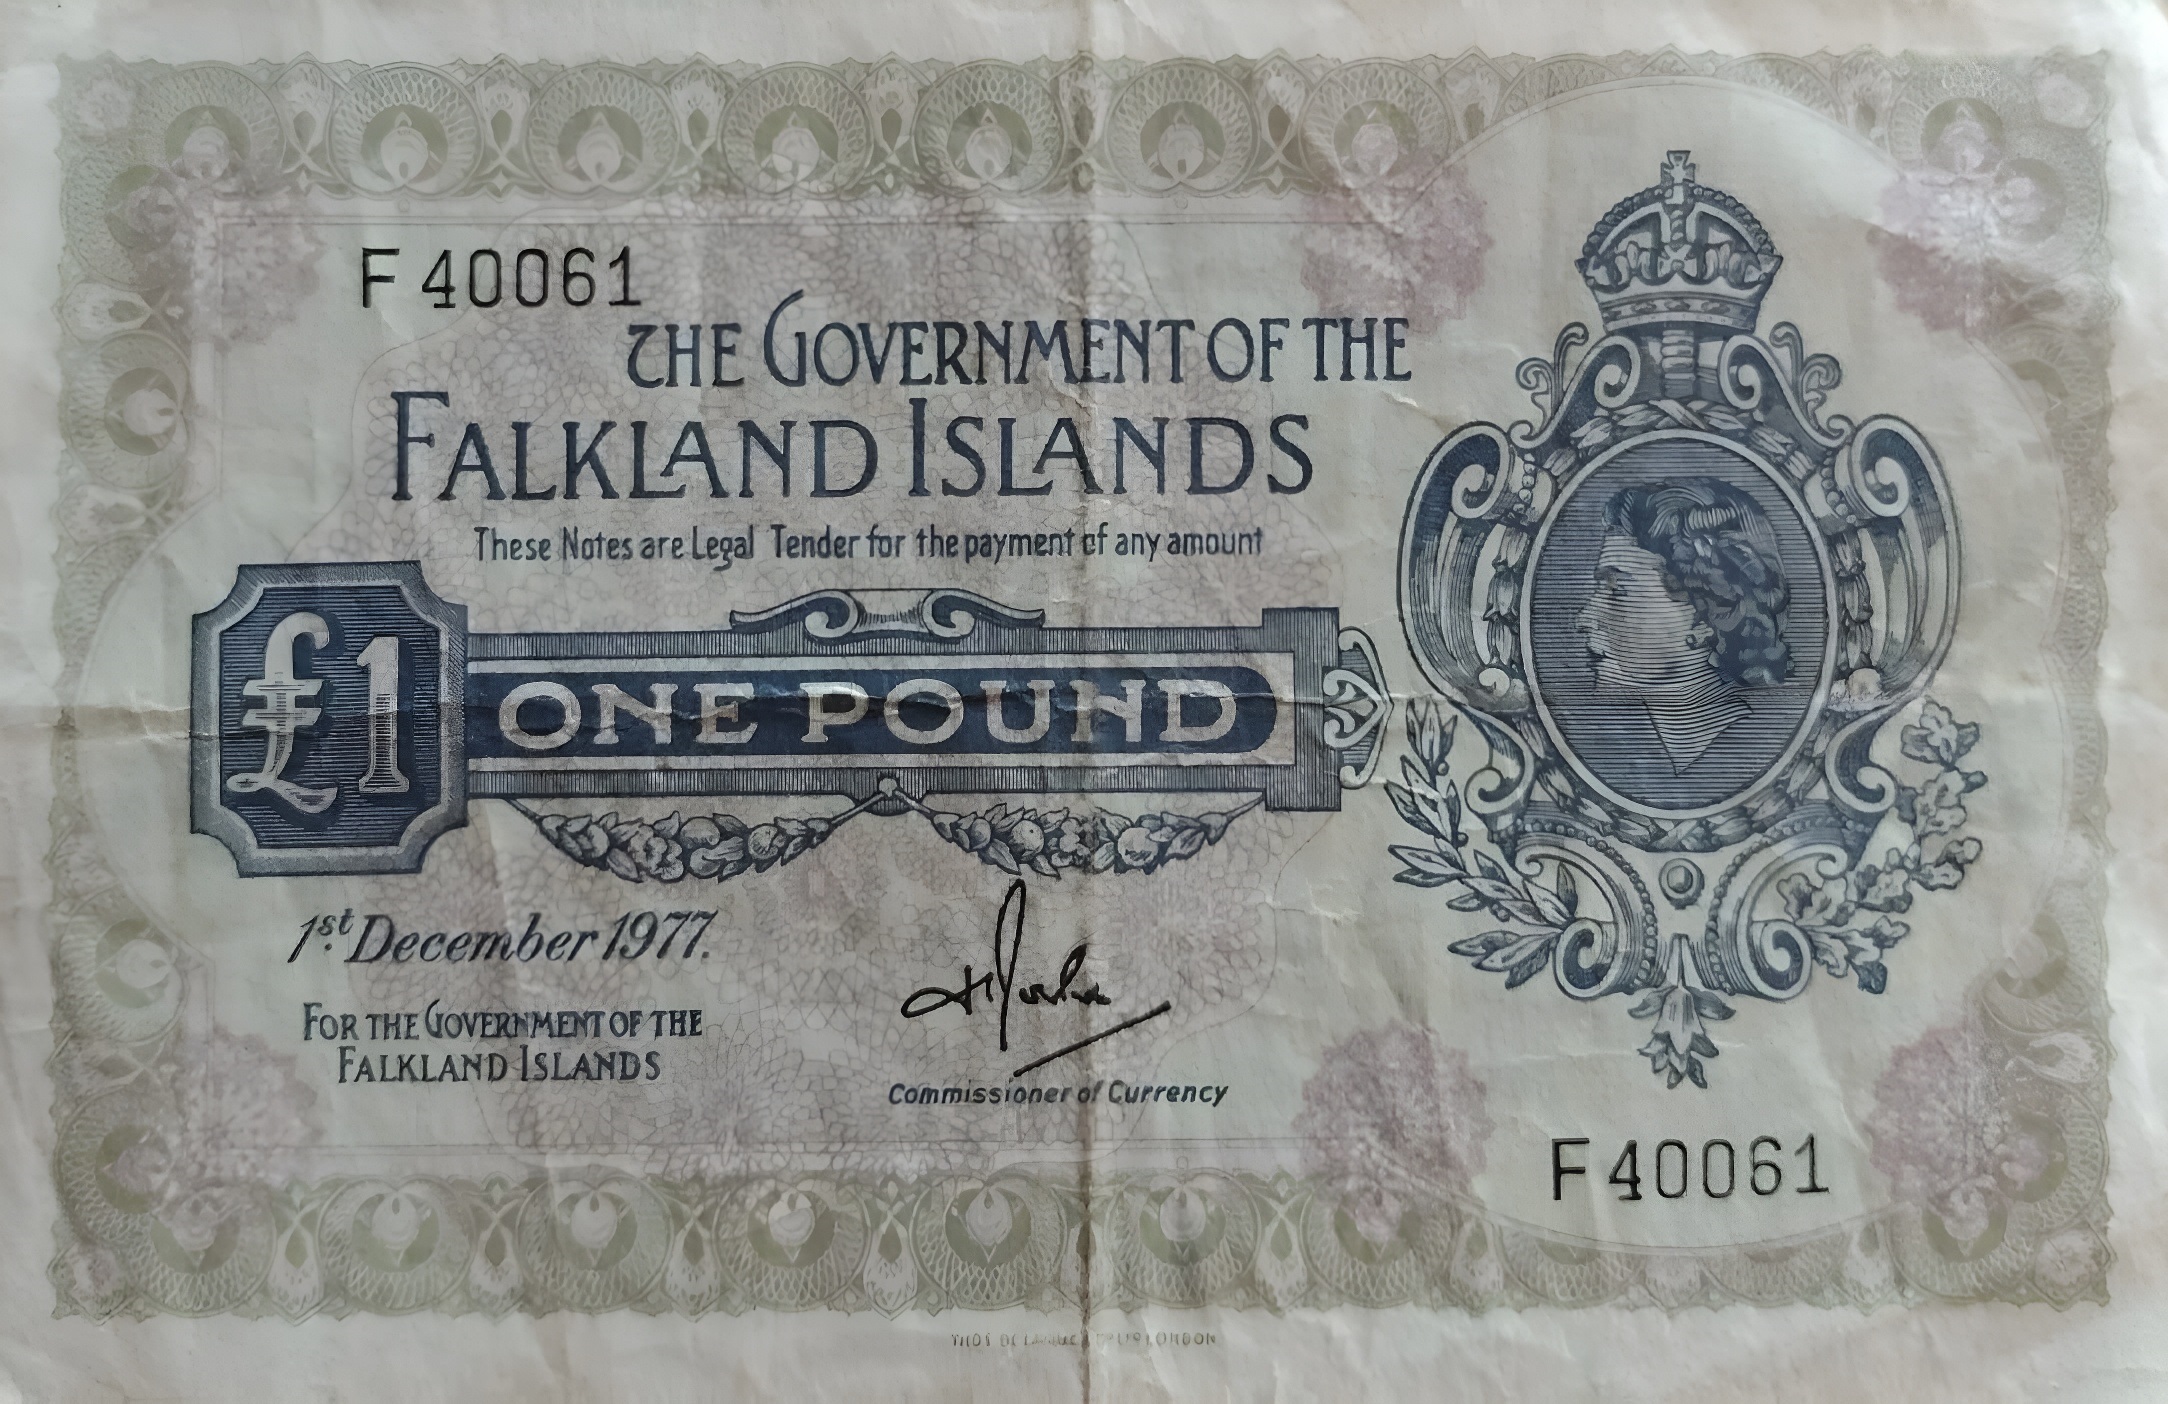 F 40061
THE GOVERNMENT OF THE
FALKLAND ISLANDS
These Notes are Legal Tender for the payment of any amount
£1
ONE POUND
1st December 1977.
FOR THE GOVERNMENT OF THE
FALKLAND ISLANDS
Commissioner of Currency
F 40061
LONDON